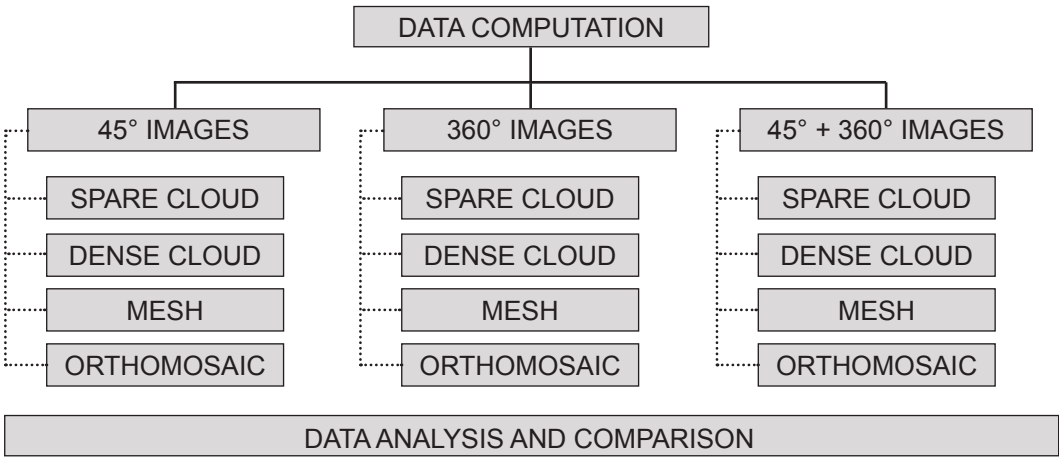 DATA COMPUTATION
45° IMAGES
SPARE CLOUD
DENSE CLOUD
MESH
ORTHOMOSAIC
360° IMAGES
SPARE CLOUD
DENSE CLOUD
MESH
ORTHOMOSAIC
45° + 360° IMAGES
SPARE CLOUD
DENSE CLOUD
MESH
ORTHOMOSAIC
DATA ANALYSIS AND COMPARISON